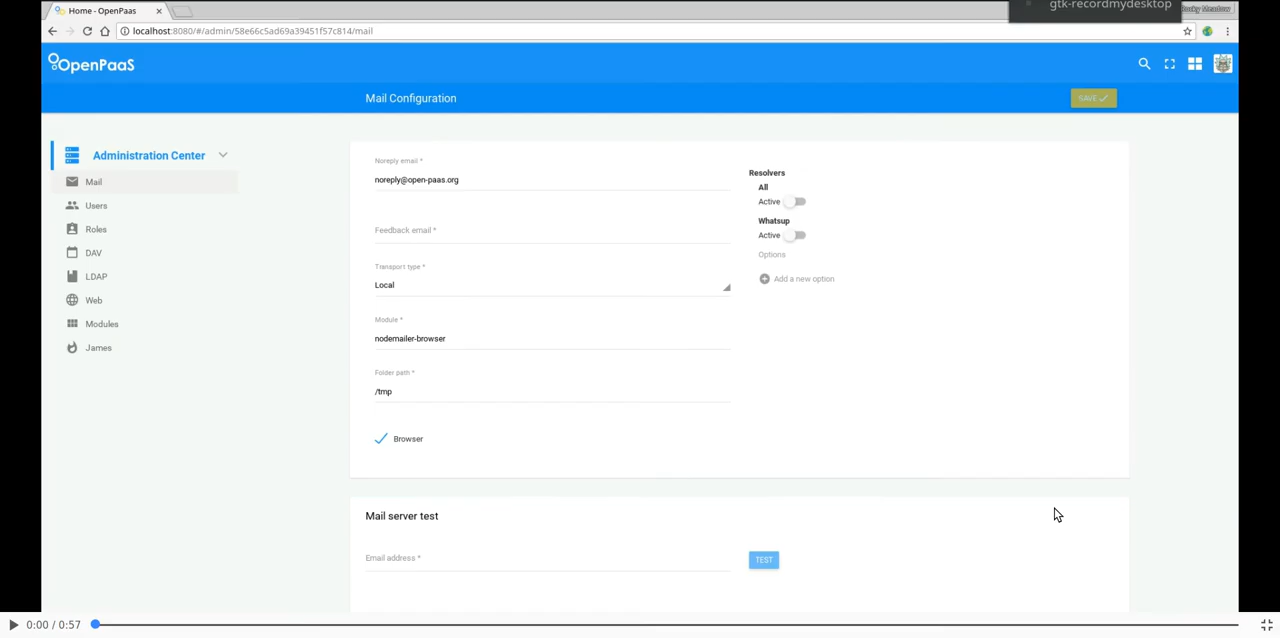 gtk-recordmydesktop
Home - OpenPaas
localhost:8080/#/admin/58e66c5ad69a39451f57c814/mail
OpenPaaS
Mail Configuration
SAVE
Administration Center
Mail
Users
Roles
DAV
LDAP
Web
Modules
James
Noreply email *
noreply@open-paas.org
Feedback email *
Transport type *
Local
Module *
nodemailer-browser
Folder path *
/tmp
Browser
Resolvers
All
Active
Whatsup
Active
Options
Add a new option
Mail server test
Email address *
TEST
0:00 / 0:57